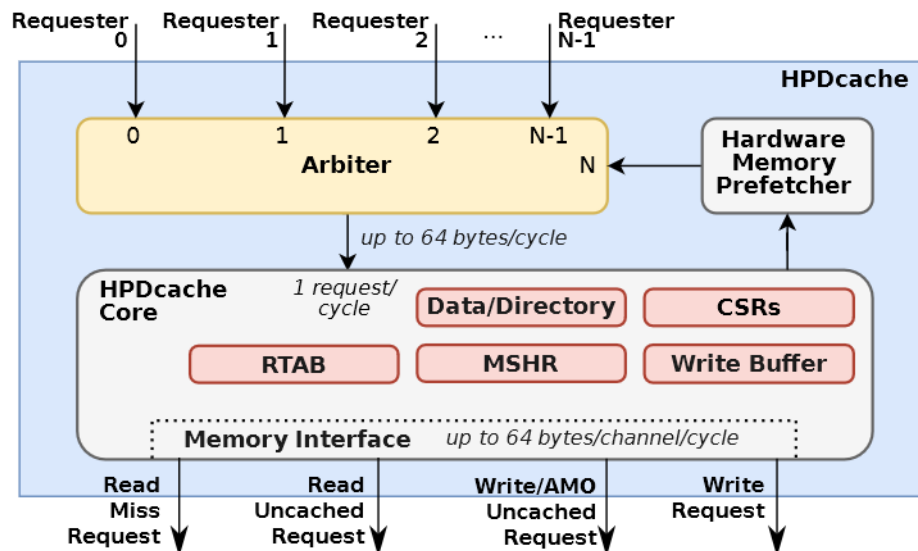 Requester 0
Requester 1
Requester 2
...
Requester N-1
HPDcache
0
1
2
N-1
N
Arbiter
Hardware
Memory
Prefetcher
up to 64 bytes/cycle
HPDcache
Core
1 request/
cycle
Data/Directory
CSRs
RTAB
MSHR
Write Buffer
Memory Interface
up to 64 bytes/channel/cycle
Read
Miss
Request
Read
Uncached
Request
Write/AMO
Uncached
Request
Write
Request